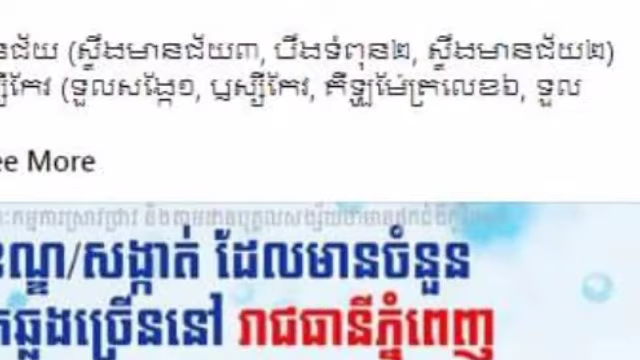 នជ័យ (ស្ទឹងមានជ័យ៣, បឹងទំពុន២, ស្ទឹងមានជ័យ២)
ស្សីកែវ (ទួលសង្កែ១, ឫស្សីកែវ, គីឡូម៉ែត្រលេខ៦, ទួល
ee More
ខណ្ឌ/សង្កាត់ ដែលមានចំនួន
កឆ្លងច្រើននៅ រាជធានីភ្នំពេញ